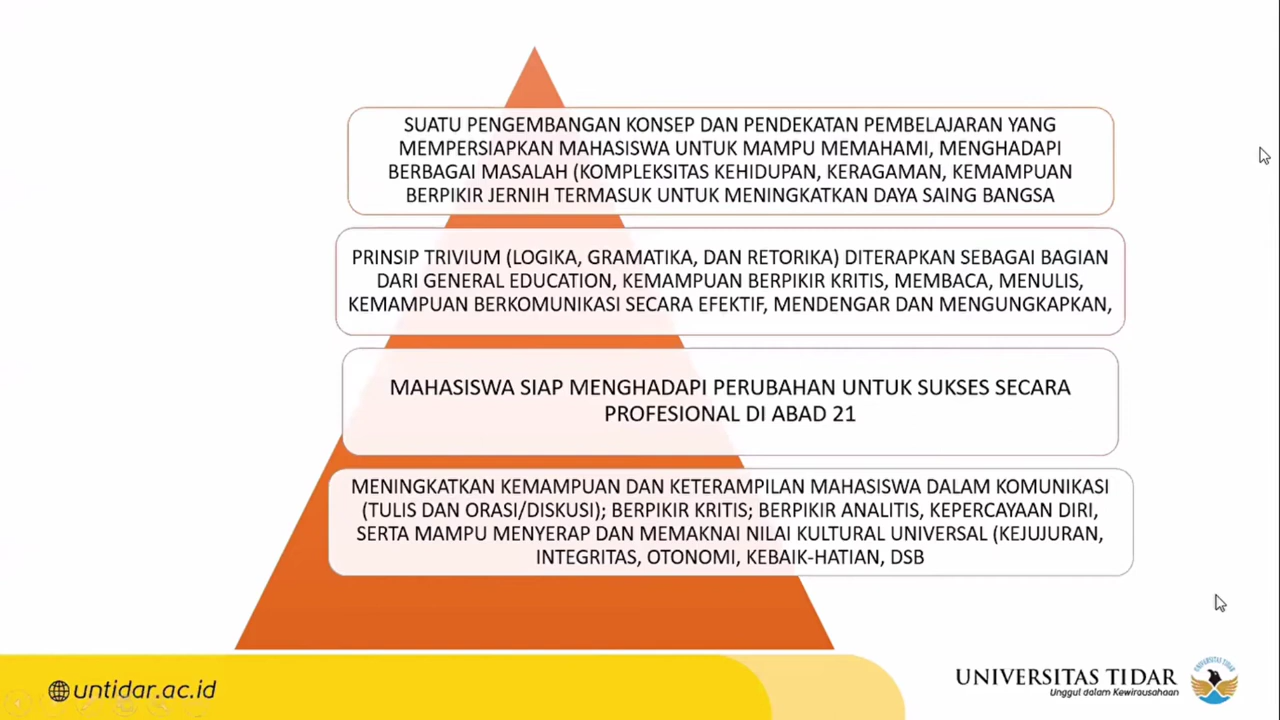 SUATU PENGEMBANGAN KONSEP DAN PENDEKATAN PEMBELAJARAN YANG
MEMPERSIAPKAN MAHASISWA UNTUK MAMPU MEMAHAMI, MENGHADAPI
BERBAGAI MASALAH (KOMPLEKSITAS KEHIDUPAN, KERAGAMAN, KEMAMPUAN
BERPIKIR JERNIH TERMASUK UNTUK MENINGKATKAN DAYA SAING BANGSA
PRINSIP TRIVIUM (LOGIKA, GRAMATIKA, DAN RETORIKA) DITERAPKAN SEBAGAI BAGIAN
DARI GENERAL EDUCATION, KEMAMPUAN BERPIKIR KRITIS, MEMBACA, MENULIS,
KEMAMPUAN BERKOMUNIKASI SECARA EFEKTIF, MENDENGAR DAN MENGUNGKAPKAN,
MAHASISWA SIAP MENGHADAPI PERUBAHAN UNTUK SUKSES SECARA
PROFESIONAL DI ABAD 21
MENINGKATKAN KEMAMPUAN DAN KETERAMPILAN MAHASISWA DALAM KOMUNIKASI
(TULIS DAN ORASI/DISKUSI); BERPIKIR KRITIS; BERPIKIR ANALITIS, KEPERCAYAAN DIRI,
SERTA MAMPU MENYERAP DAN MEMAKNAI NILAI KULTURAL UNIVERSAL (KEJUJURAN,
INTEGRITAS, OTONOMI, KEBAIK-HATIAN, DSB
untidar.ac.id
UNIVERSITAS TIDAR
Unggul dalam Kewirausahaan